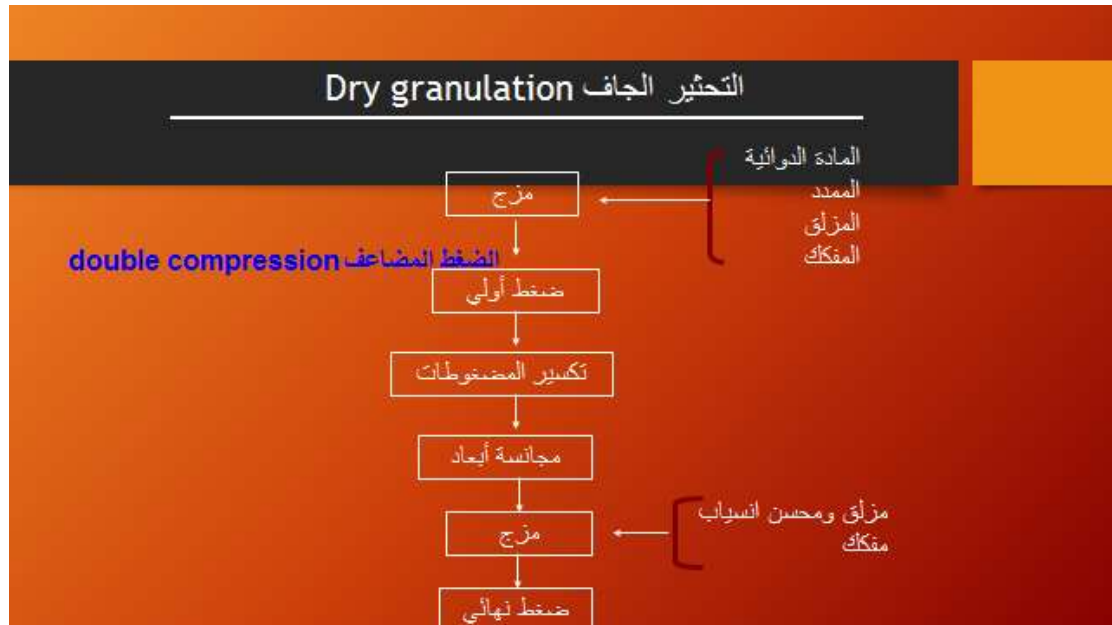 التحثير الجاف Dry granulation
المادة الدوائية
الممدد
المزلق
المفكك
مزج
الضغط المضاعف double compression
ضغط أولي
تكسير المضغوطات
مجانسة أبعاد
مزلق ومحسن انسياب
مفكك
مزج
ضغط نهائي